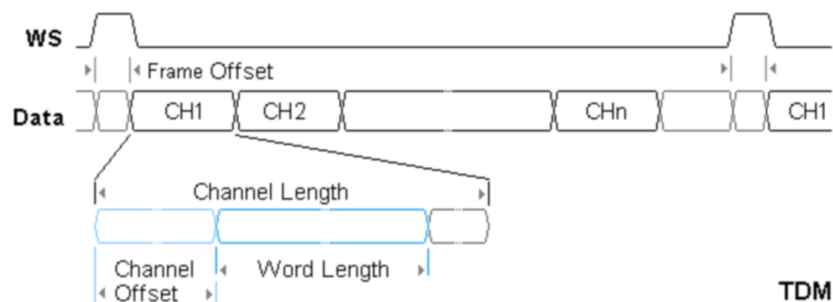 WS
Frame Offset
Data CH1 CH2 CHn CH1
Channel Length
Channel Offset
Word Length
TDM